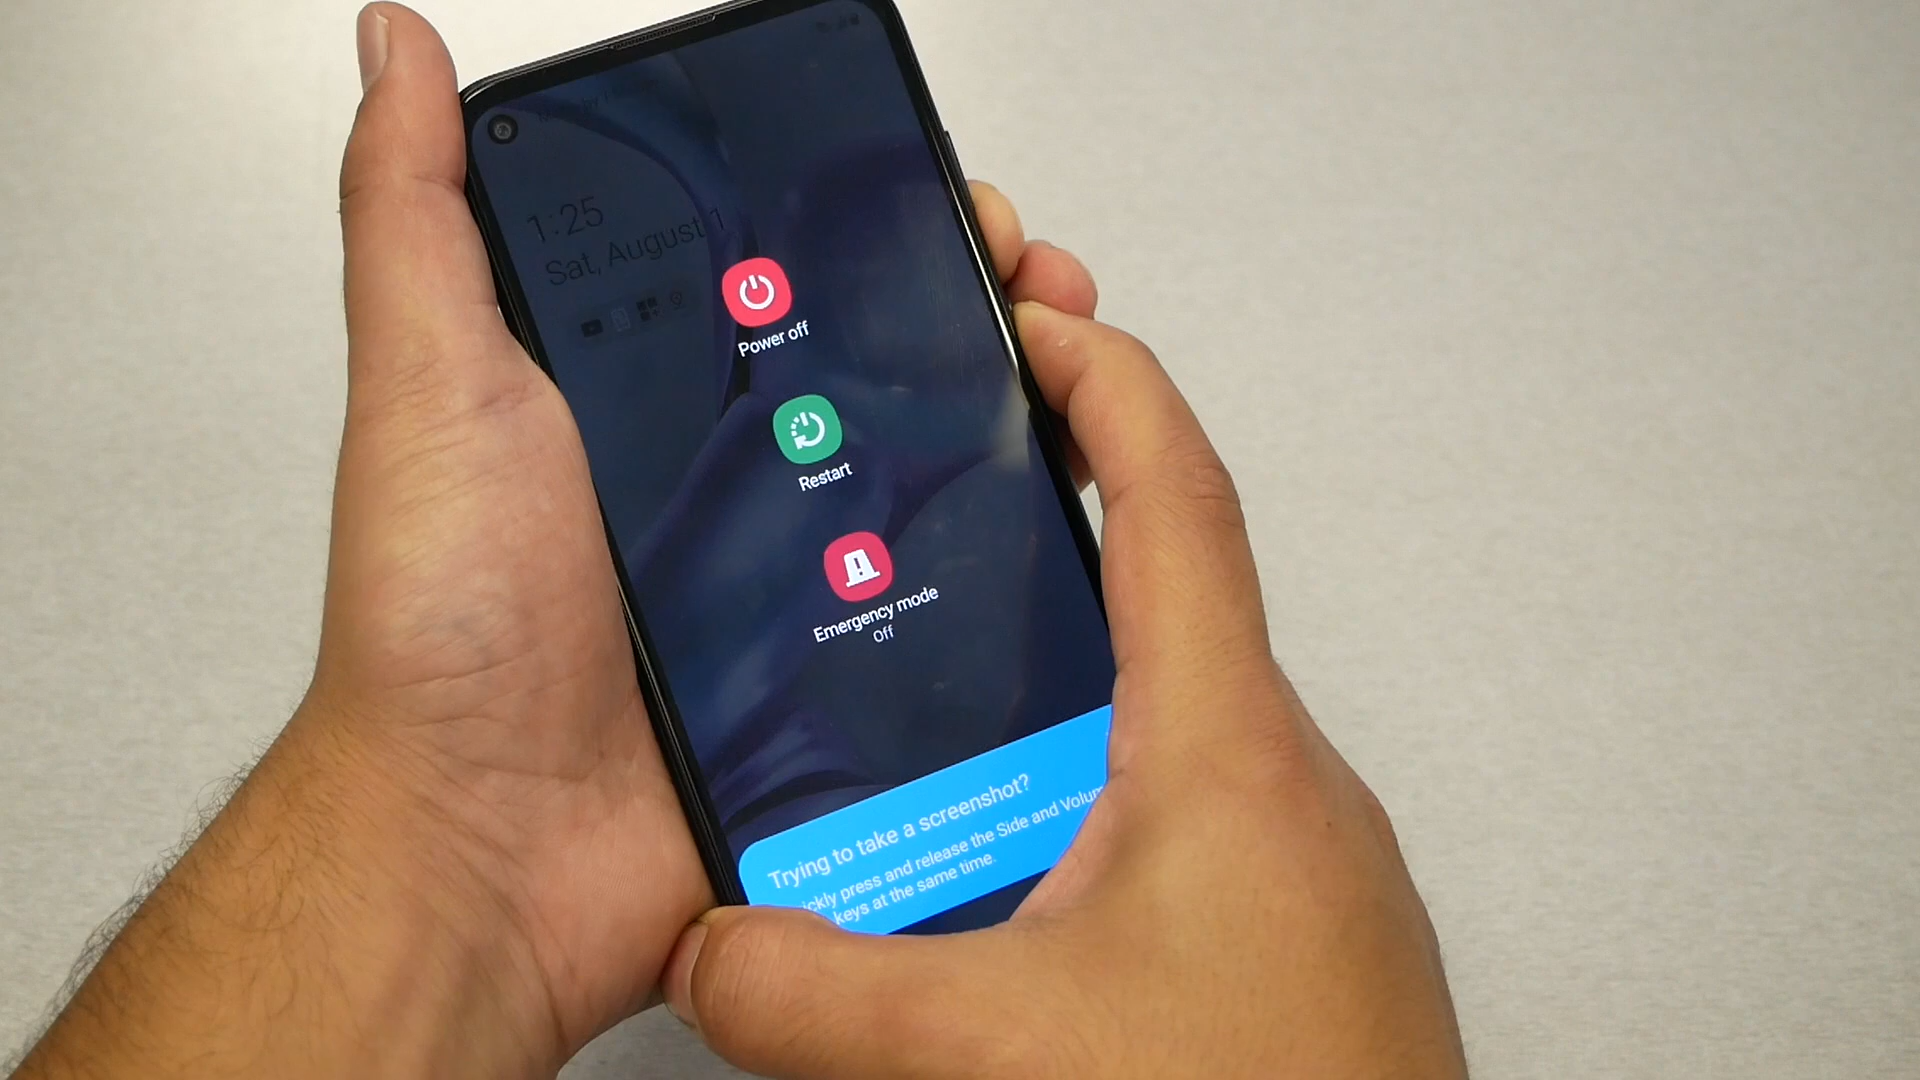 1:25
Sat, August 1
Power off
Restart
Emergency mode
Off
Trying to take a screenshot?
press and release the Side and
keys at the same time.